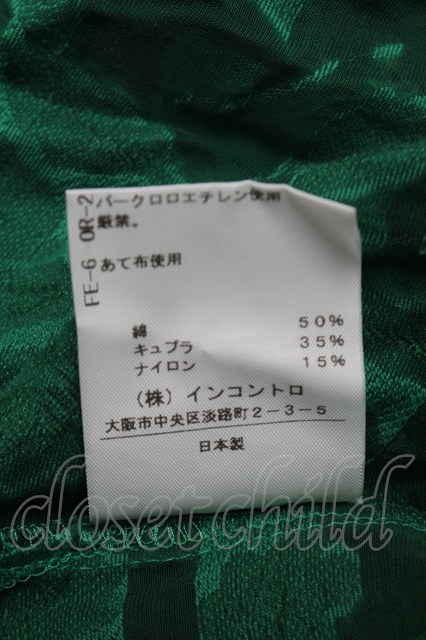 OR-2 パークロロエチレン使用
厳禁。
FE-6 あて布使用
綿 50%
キュプラ 35%
ナイロン 15%
(株) インコントロ
大阪市中央区淡路町2-3-5
日本製
closetchild